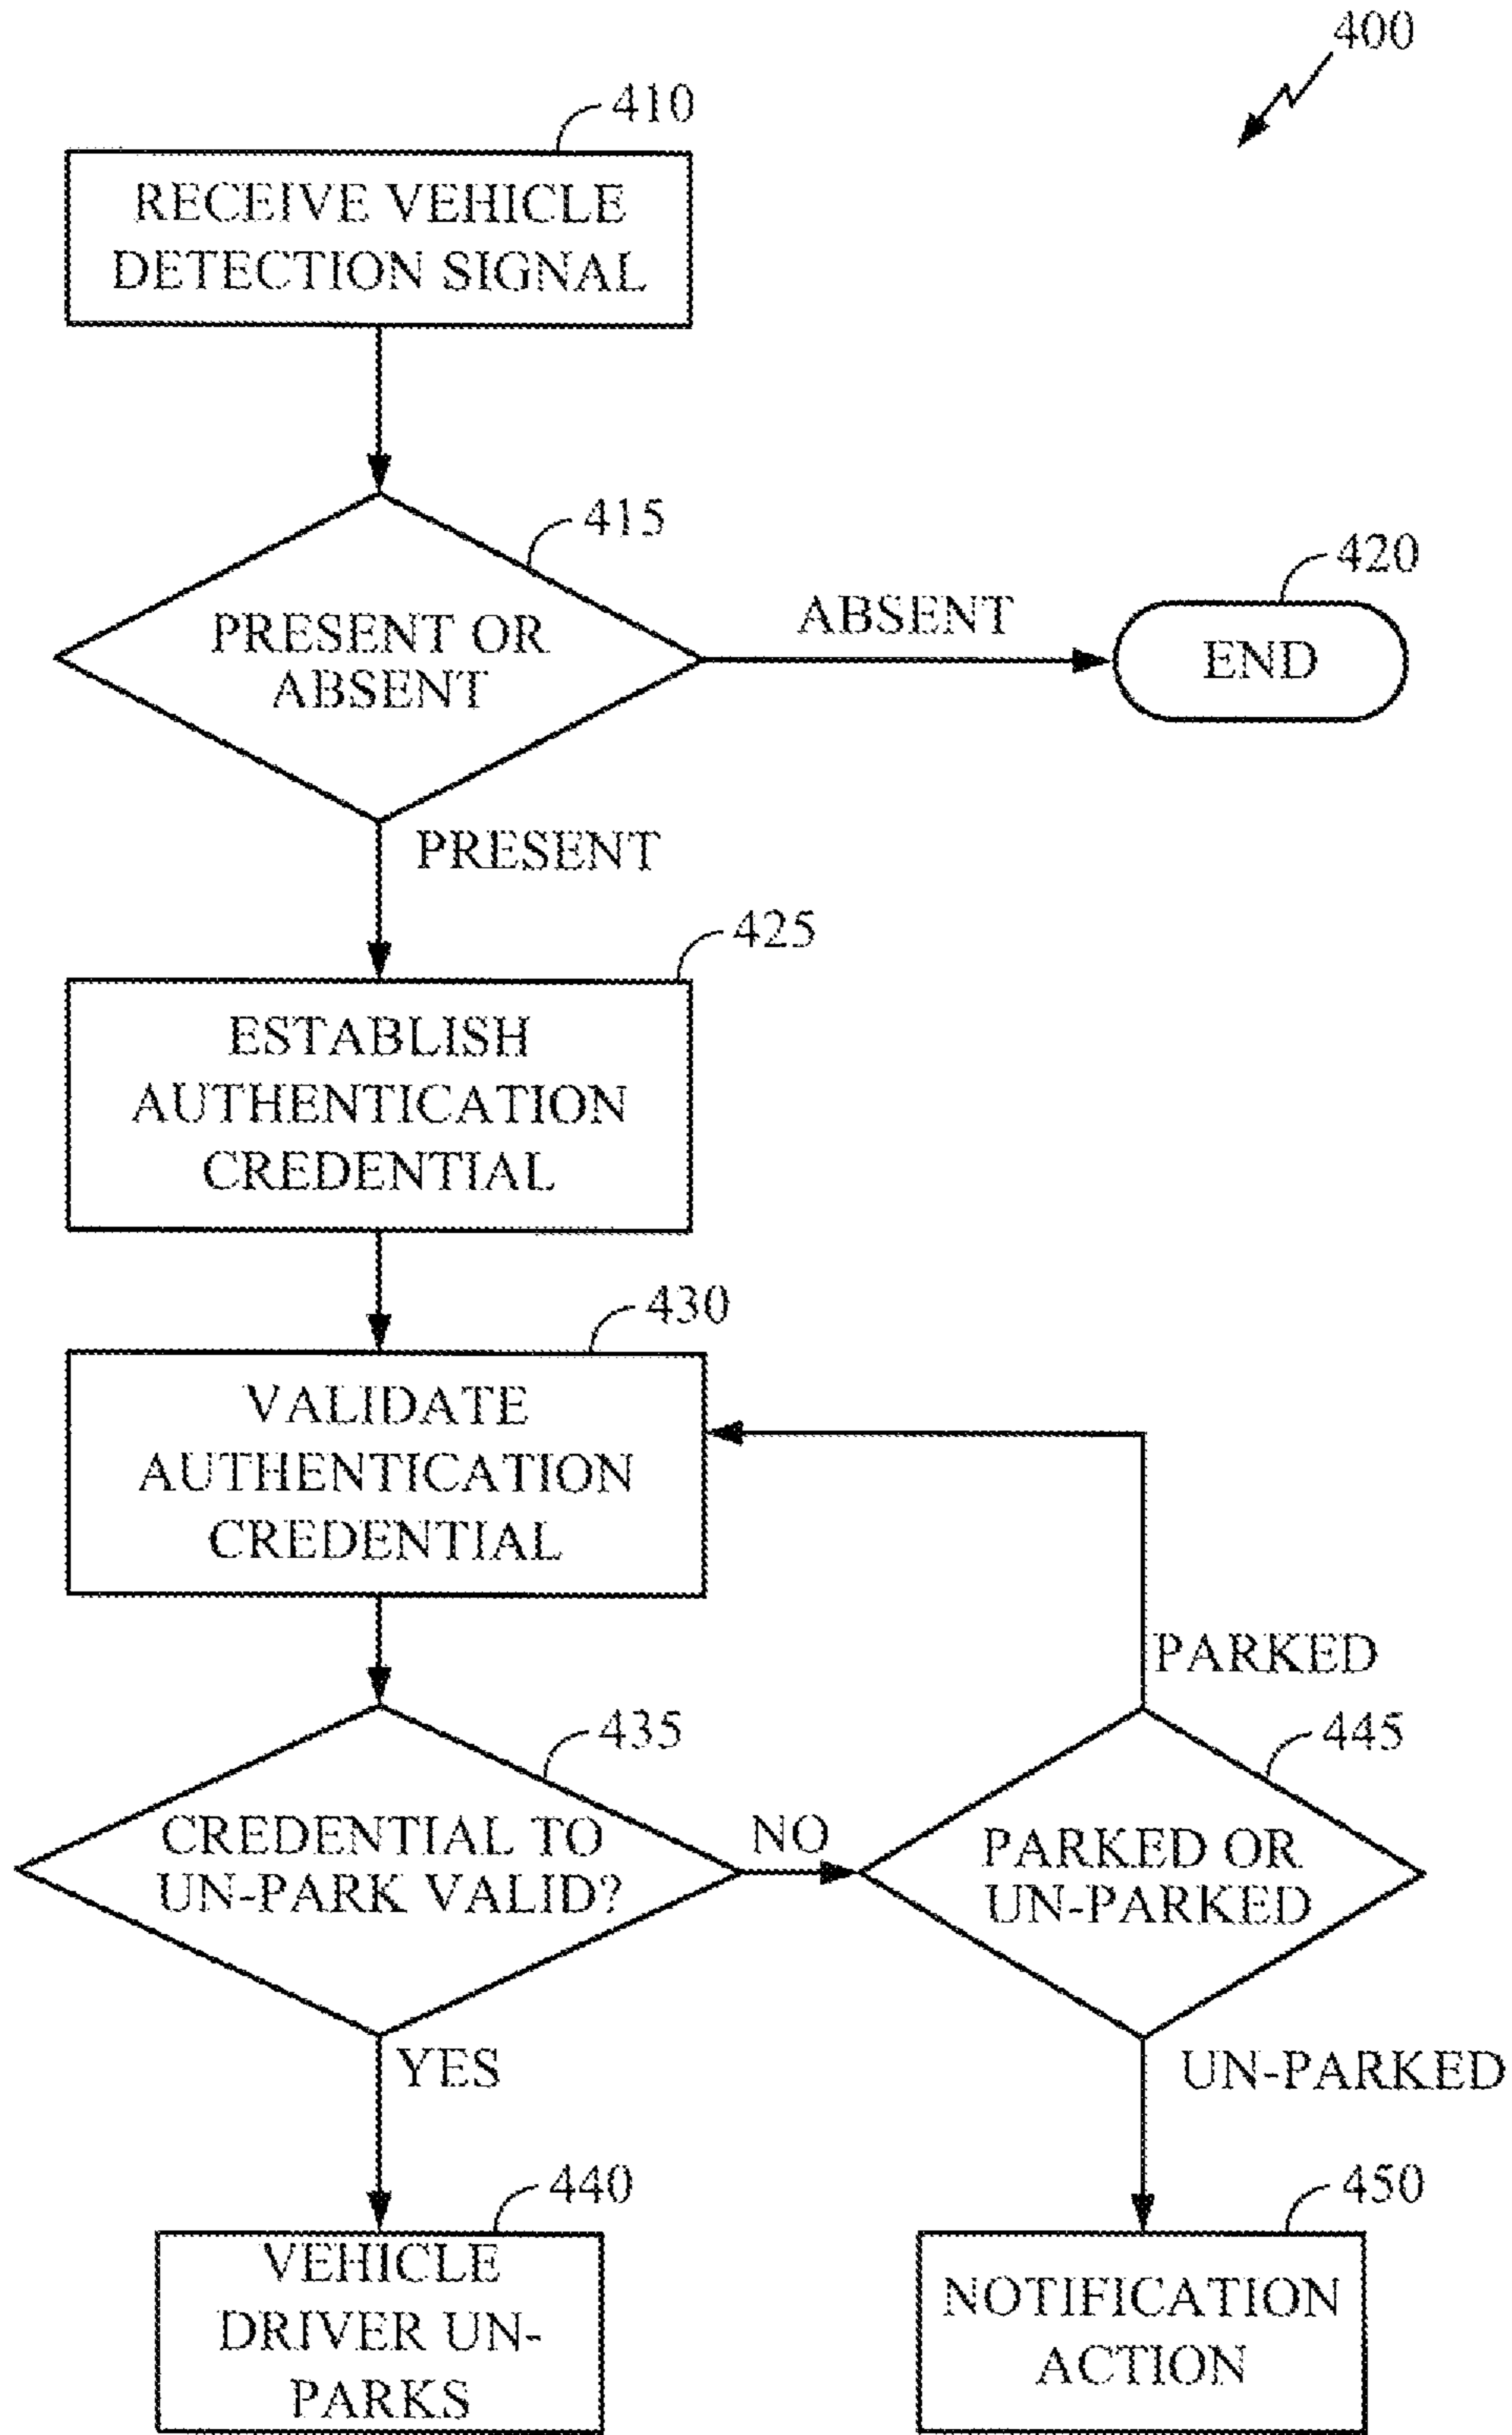 400
410
RECEIVE VEHICLE
DETECTION SIGNAL
415
PRESENT OR
ABSENT
ABSENT
420
END
PRESENT
425
ESTABLISH
AUTHENTICATION
CREDENTIAL
430
VALIDATE
AUTHENTICATION
CREDENTIAL
PARKED
435
CREDENTIAL TO
UN-PARK VALID?
NO
445
PARKED OR
UN-PARKED
YES
UN-PARKED
440
VEHICLE
DRIVER UN-
PARKS
450
NOTIFICATION
ACTION